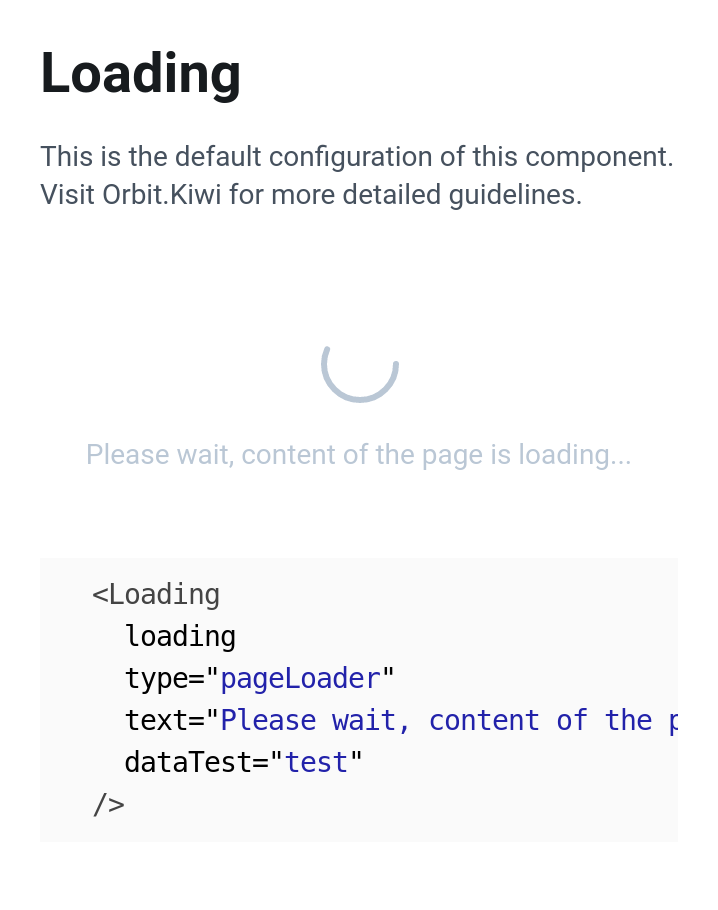 Loading
This is the default configuration of this component.
Visit Orbit.Kiwi for more detailed guidelines.
Please wait, content of the page is loading...
<Loading
loading
type="pageLoader"
text="Please wait, content of the
dataTest="test"
/>